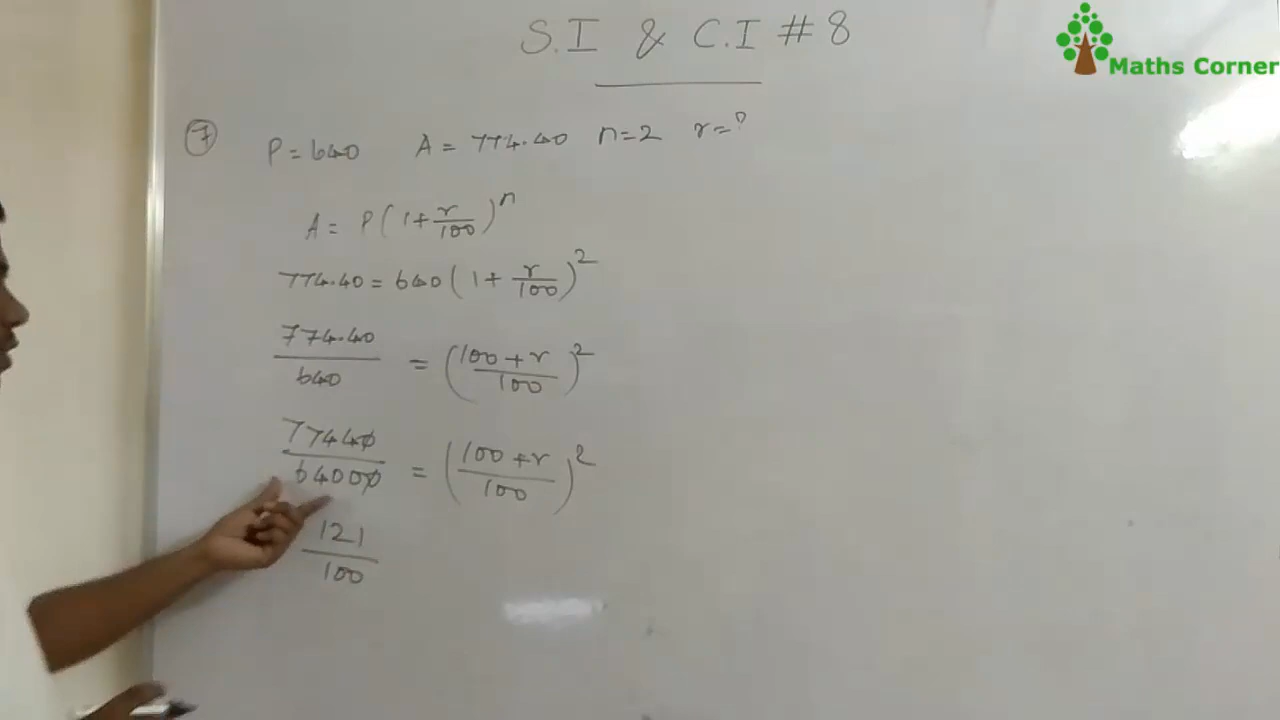 S.I & C.I #8
Maths Corner
7 P = 640 A = 774.40 n=2 r=?
A = P(1+r/100)^n
774.40 = 640(1+r/100)^2
774.40/640 = (100+r/100)^2
77440/64000 = (100+r/100)^2
121/100